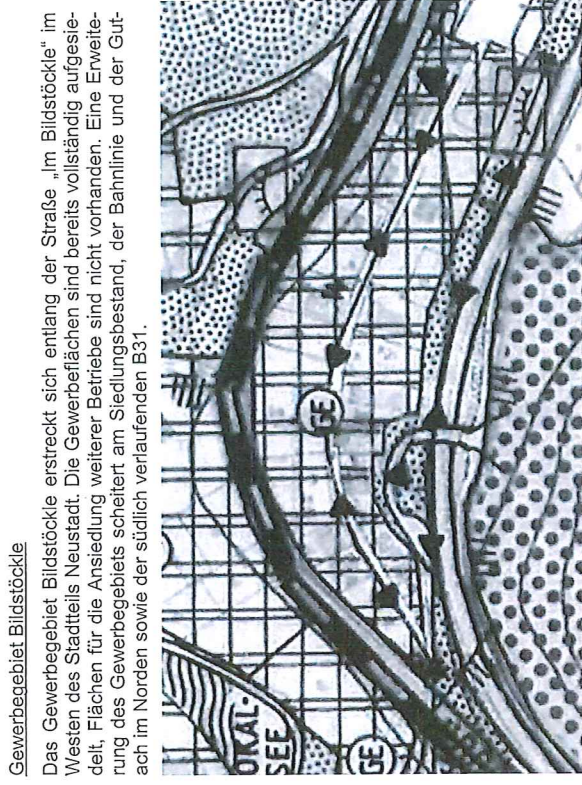 Gewerbegebiet Bildstöckle
Das Gewerbegebiet Bildstöckle erstreckt sich entlang der Straße „Im Bildstöckle“ im
Westen des Stadtteils Neustadt. Die Gewerbeflächen sind bereits vollständig aufgesie-
delt, Flächen für die Ansiedlung weiterer Betriebe sind nicht vorhanden. Eine Erweite-
rung des Gewerbegebiets scheitert am Siedlungsbestand, der Bahnlinie und der Gut-
ach im Norden sowie der südlich verlaufenden B31.
OKAL-
SEE
GE
GE